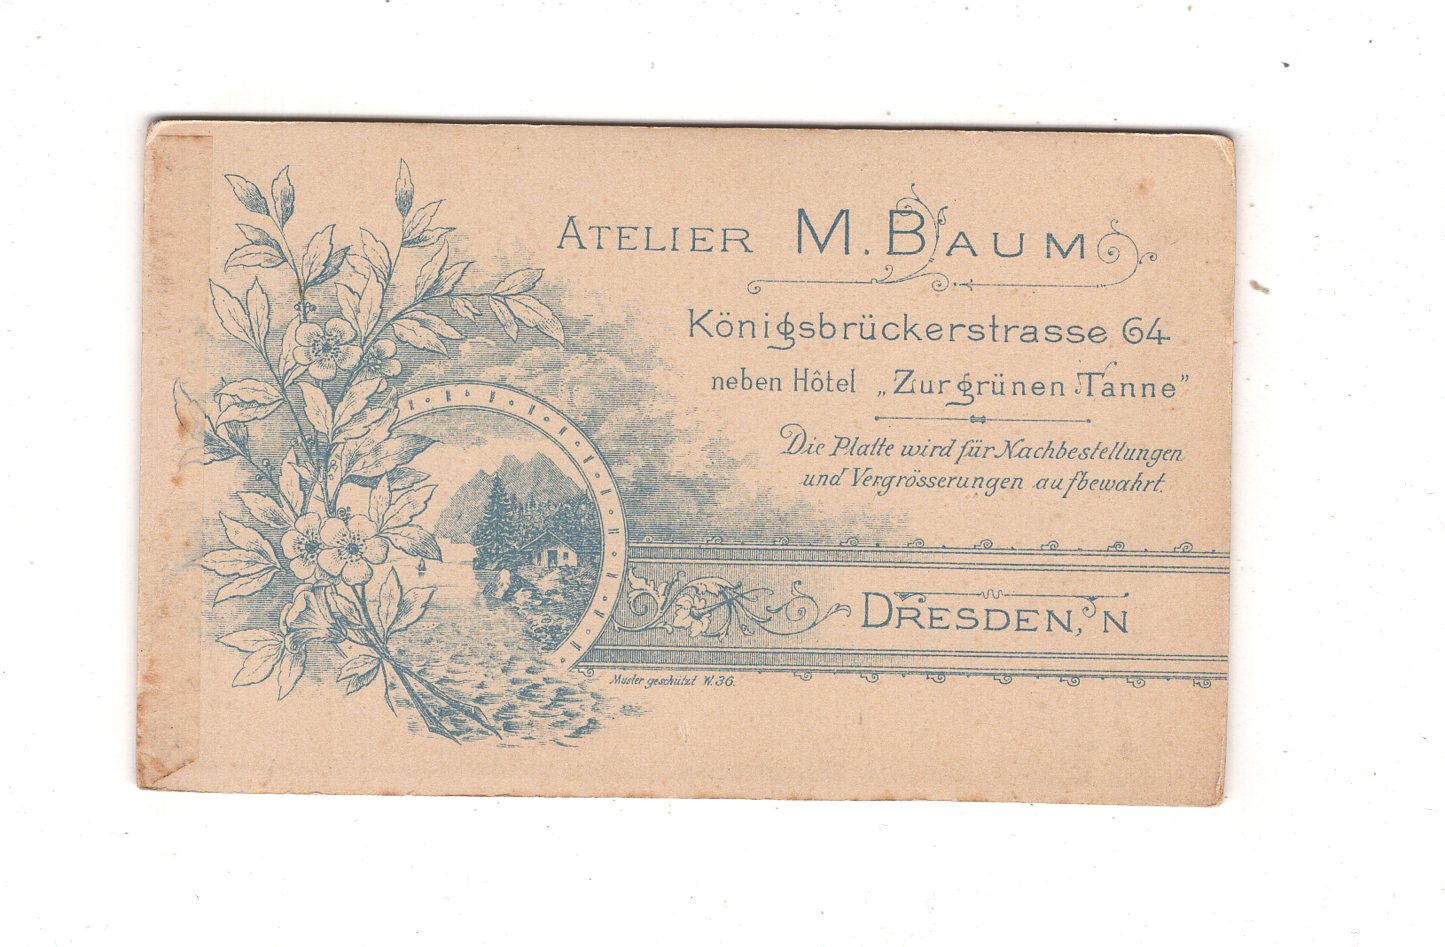 ATELIER M. BAUM
Königsbrückerstrasse 64
neben Hôtel „Zur grünen Tanne”
Die Platte wird für Nachbestellungen
und Vergrösserungen aufbewahrt.
DRESDEN, N
Muster geschützt W. 36.